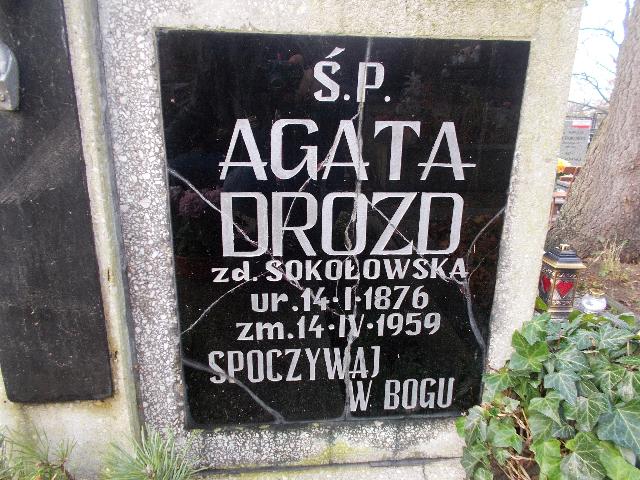 Ś.P.
AGATA
DROZD
zd. SOKOŁOWSKA
ur. 14·I·1876
zm. 14·IV·1959
SPOCZYWAJ
W BOGU